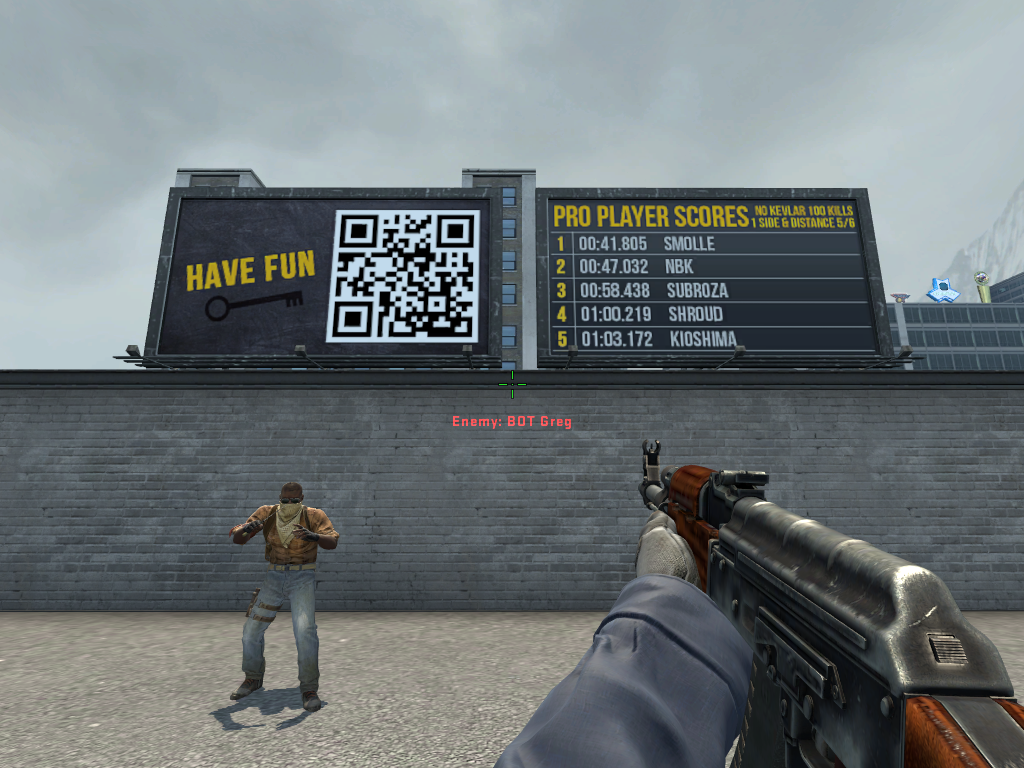 HAVE FUN
PRO PLAYER SCORES NO KEVLAR 100 KILLS
1 SIDE & DISTANCE 5/6
1 00:41.805 SMOLLE
2 00:47.032 NBK
3 00:58.438 SUBROZA
4 01:00.219 SHROUD
5 01:03.172 KIOSHIMA
Enemy: BOT Greg